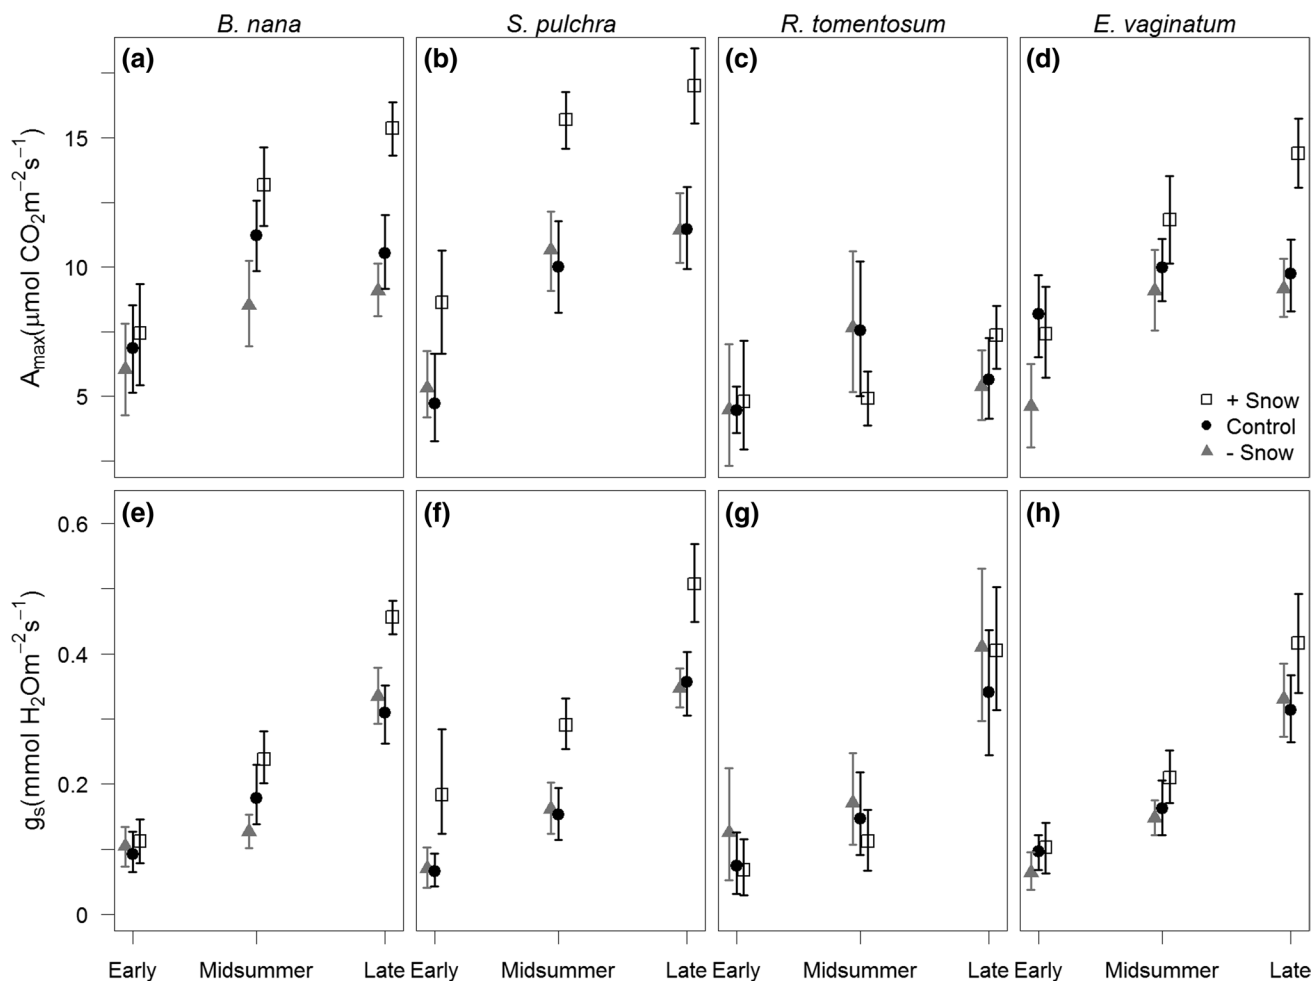 B. nana S. pulchra R. tomentosum E. vaginatum
(a) (b) (c) (d)
Amax(μmol CO₂m⁻²s⁻¹)
15
10
5
+ Snow
Control
- Snow
(e) (f) (g) (h)
gs(mmol H₂Om⁻²s⁻¹)
0.6
0.4
0.2
0
Early Midsummer Late Early Midsummer Late Early Midsummer Late Early Midsummer Late